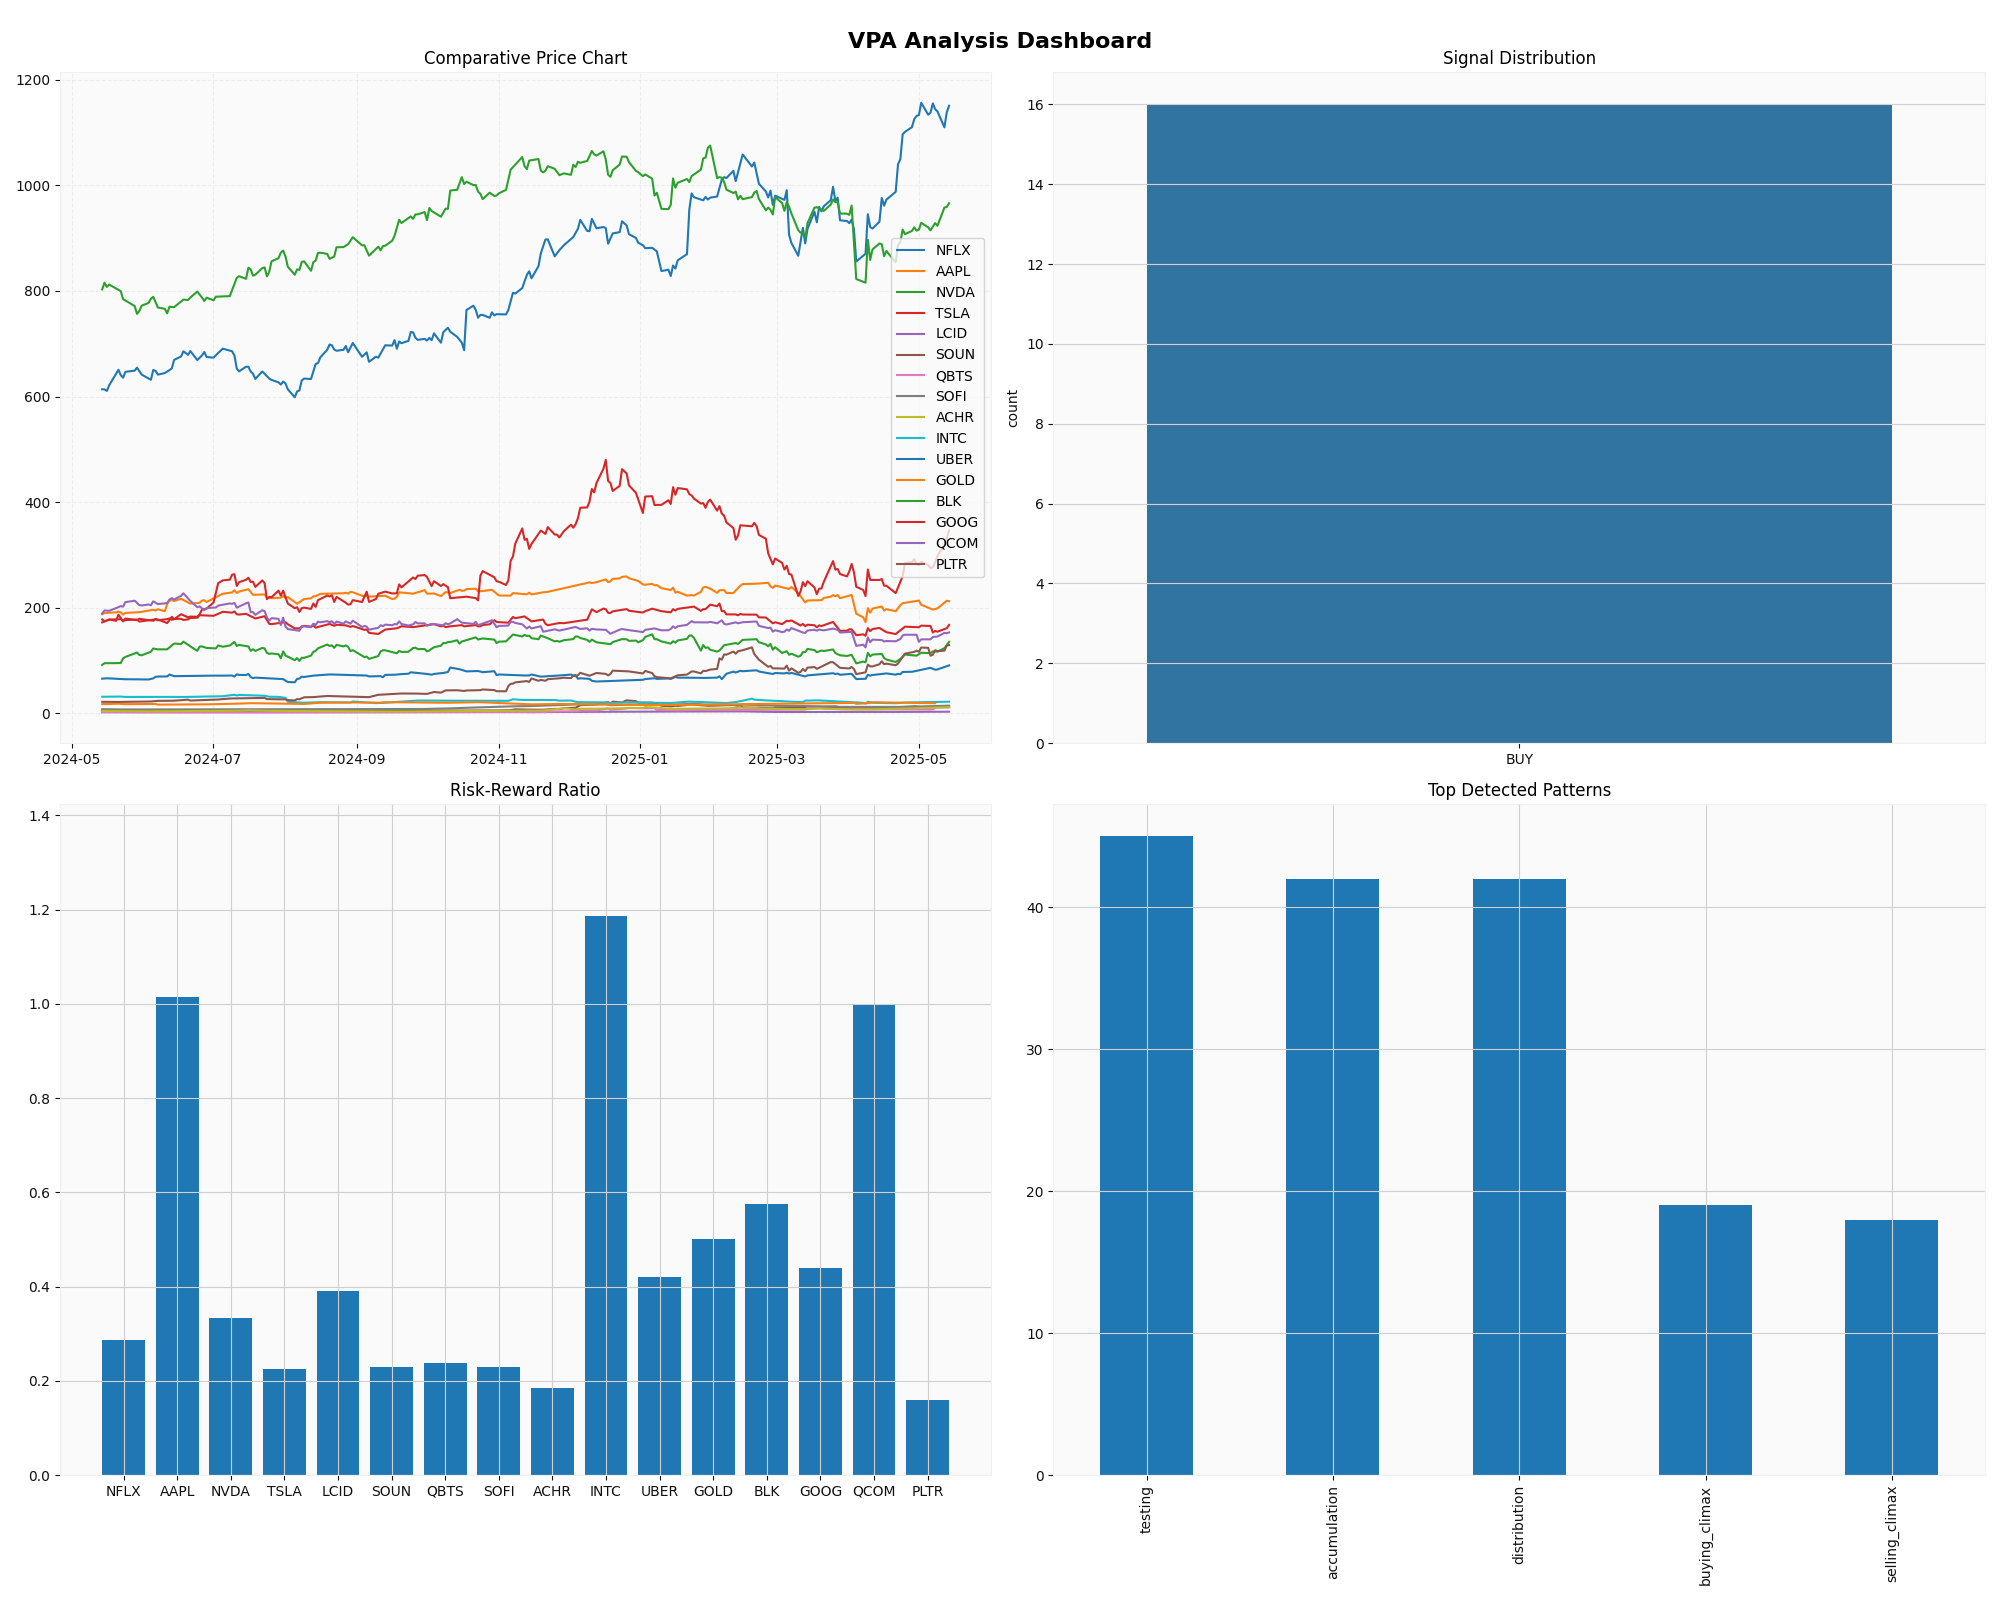 VPA Analysis Dashboard
Comparative Price Chart
1200
1000
800
600
400
200
0
2024-05 2024-07 2024-09 2024-11 2025-01 2025-03 2025-05
NFLX
AAPL
NVDA
TSLA
LCID
SOUN
QBTS
SOFI
ACHR
INTC
UBER
GOLD
BLK
GOOG
QCOM
PLTR
Signal Distribution
count
16
14
12
10
8
6
4
2
0
BUY
Risk-Reward Ratio
1.4
1.2
1.0
0.8
0.6
0.4
0.2
0.0
NFLX AAPL NVDA TSLA LCID SOUN QBTS SOFI ACHR INTC UBER GOLD BLK GOOG QCOM PLTR
Top Detected Patterns
40
30
20
10
0
testing
accumulation
distribution
buying_climax
selling_climax